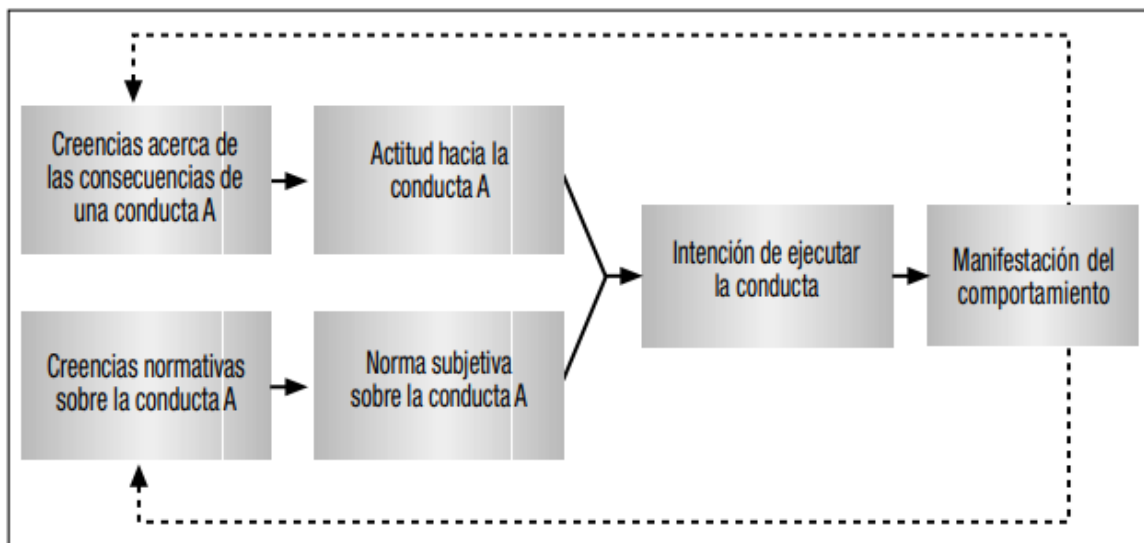 Creencias acerca de
las consecuencias de
una conducta A
Actitud hacia la
conducta A
Creencias normativas
sobre la conducta A
Norma subjetiva
sobre la conducta A
Intención de ejecutar
la conducta
Manifestación del
comportamiento